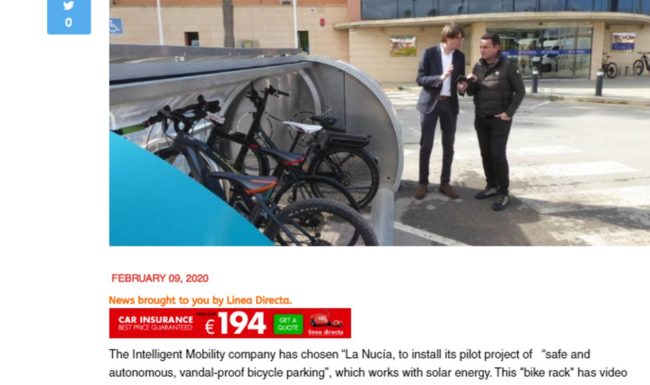 0
FEBRUARY 09, 2020
News brought to you by Linea Directa.
CAR INSURANCE
BEST PRICE GUARANTEED
€194
GET A
QUOTE
linea directa
The Intelligent Mobility company has chosen “La Nucía, to install its pilot project of “safe and
autonomous, vandal-proof bicycle parking”, which works with solar energy. This "bike rack" has video